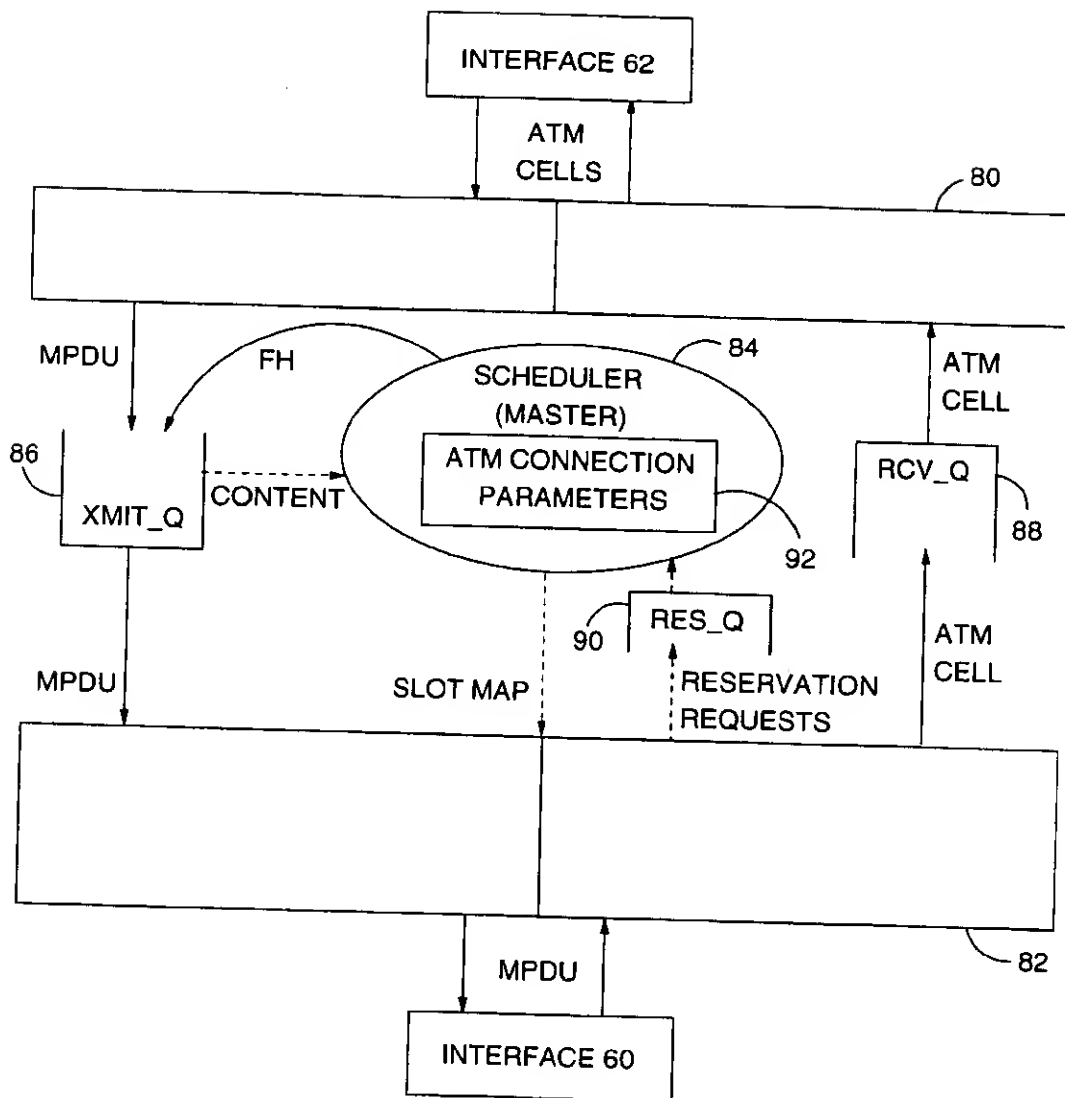 INTERFACE 62
ATM
CELLS
80
MPDU
FH
84
SCHEDULER
(MASTER)
ATM CONNECTION
PARAMETERS
92
ATM
CELL
86
XMIT_Q
CONTENT
RCV_Q
88
90
RES_Q
MPDU
SLOT MAP
RESERVATION
REQUESTS
ATM
CELL
82
MPDU
INTERFACE 60